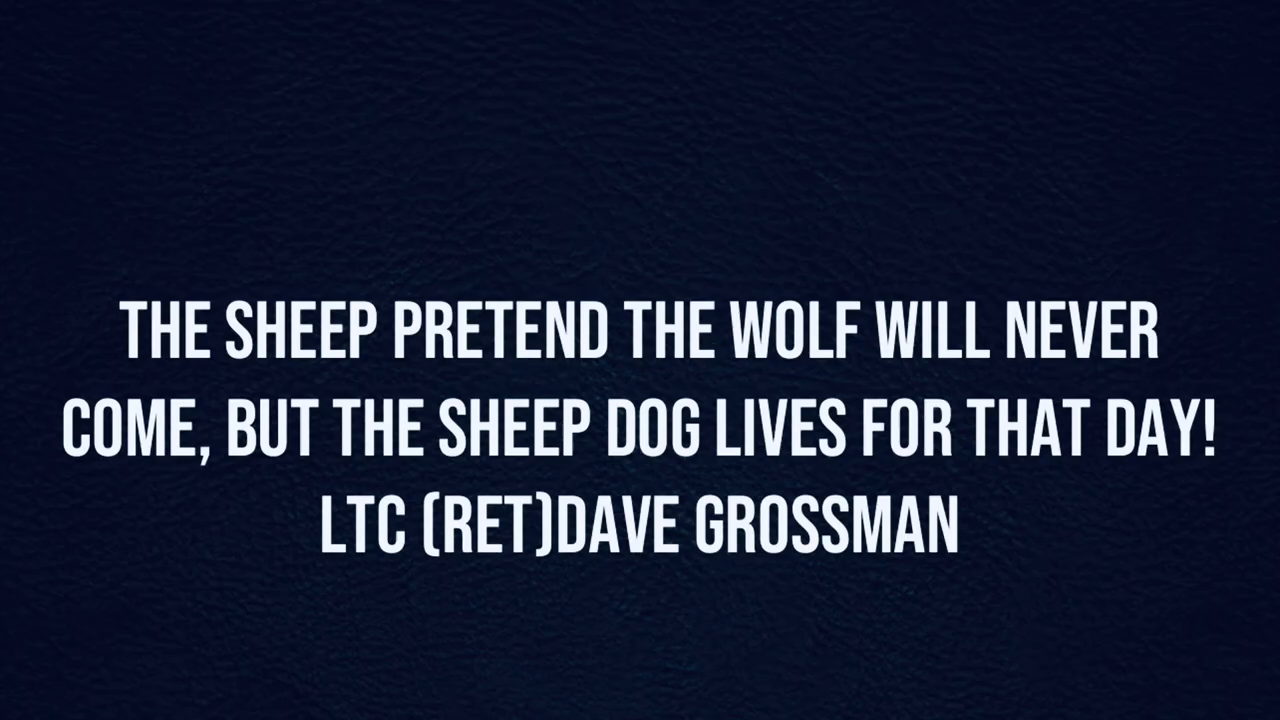 THE SHEEP PRETEND THE WOLF WILL NEVER
COME, BUT THE SHEEP DOG LIVES FOR THAT DAY!
LTC (RET)DAVE GROSSMAN